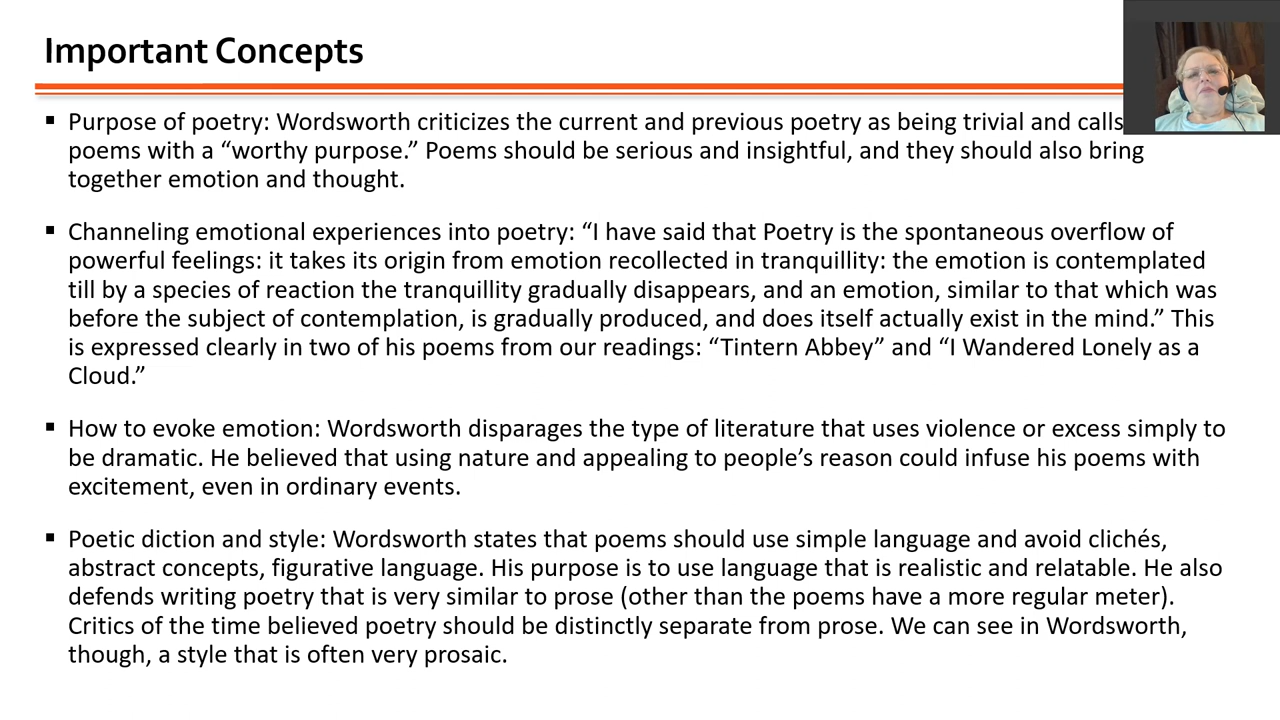 Important Concepts
▪ Purpose of poetry: Wordsworth criticizes the current and previous poetry as being trivial and calls
poems with a “worthy purpose.” Poems should be serious and insightful, and they should also bring
together emotion and thought.
▪ Channeling emotional experiences into poetry: “I have said that Poetry is the spontaneous overflow of
powerful feelings: it takes its origin from emotion recollected in tranquillity: the emotion is contemplated
till by a species of reaction the tranquillity gradually disappears, and an emotion, similar to that which was
before the subject of contemplation, is gradually produced, and does itself actually exist in the mind.” This
is expressed clearly in two of his poems from our readings: “Tintern Abbey” and “I Wandered Lonely as a
Cloud.”
▪ How to evoke emotion: Wordsworth disparages the type of literature that uses violence or excess simply to
be dramatic. He believed that using nature and appealing to people’s reason could infuse his poems with
excitement, even in ordinary events.
▪ Poetic diction and style: Wordsworth states that poems should use simple language and avoid clichés,
abstract concepts, figurative language. His purpose is to use language that is realistic and relatable. He also
defends writing poetry that is very similar to prose (other than the poems have a more regular meter).
Critics of the time believed poetry should be distinctly separate from prose. We can see in Wordsworth,
though, a style that is often very prosaic.